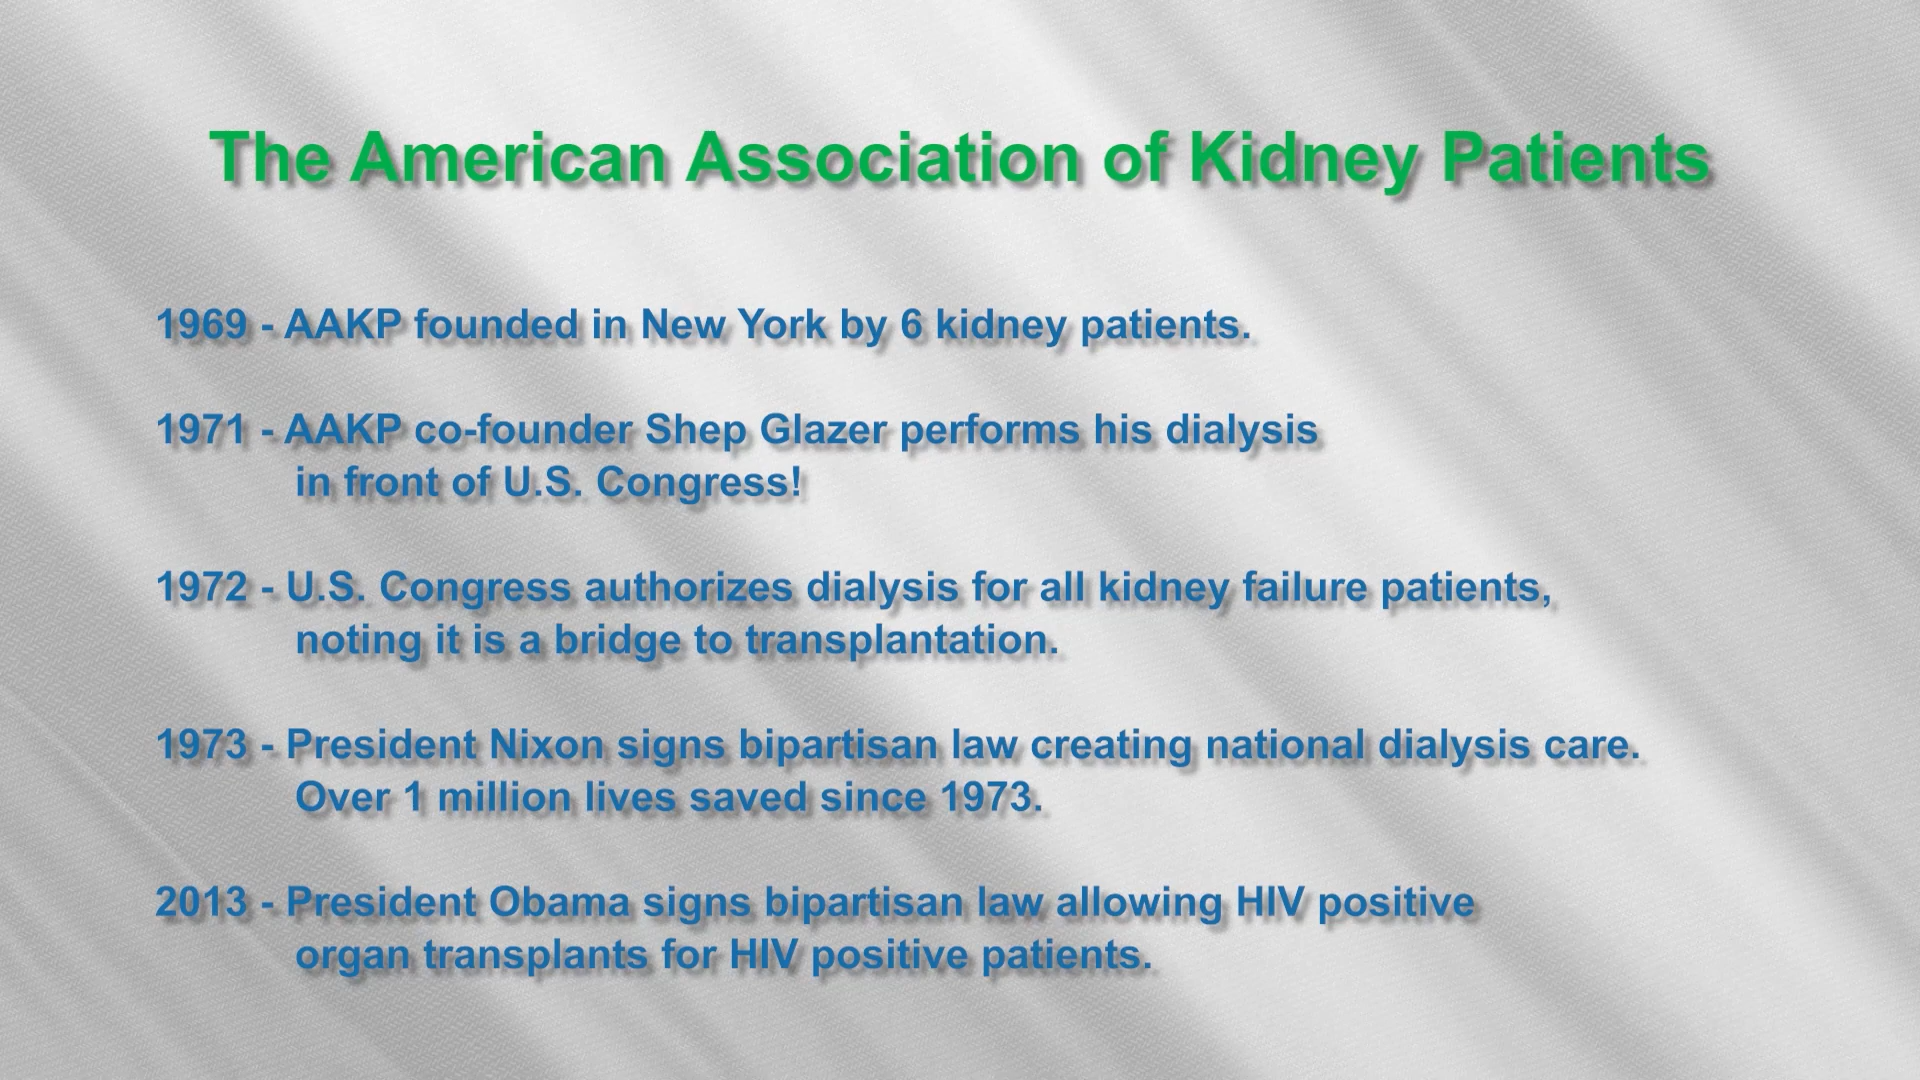 The American Association of Kidney Patients
1969 - AAKP founded in New York by 6 kidney patients.
1971 - AAKP co-founder Shep Glazer performs his dialysis
in front of U.S. Congress!
1972 - U.S. Congress authorizes dialysis for all kidney failure patients,
noting it is a bridge to transplantation.
1973 - President Nixon signs bipartisan law creating national dialysis care.
Over 1 million lives saved since 1973.
2013 - President Obama signs bipartisan law allowing HIV positive
organ transplants for HIV positive patients.